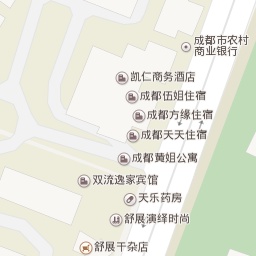 成都市农村
商业银行
凯仁商务酒店
成都伍姐住宿
成都方缘住宿
成都天天住宿
成都黄姐公寓
双流逸家宾馆
天乐药房
舒展演绎时尚
舒展干杂店